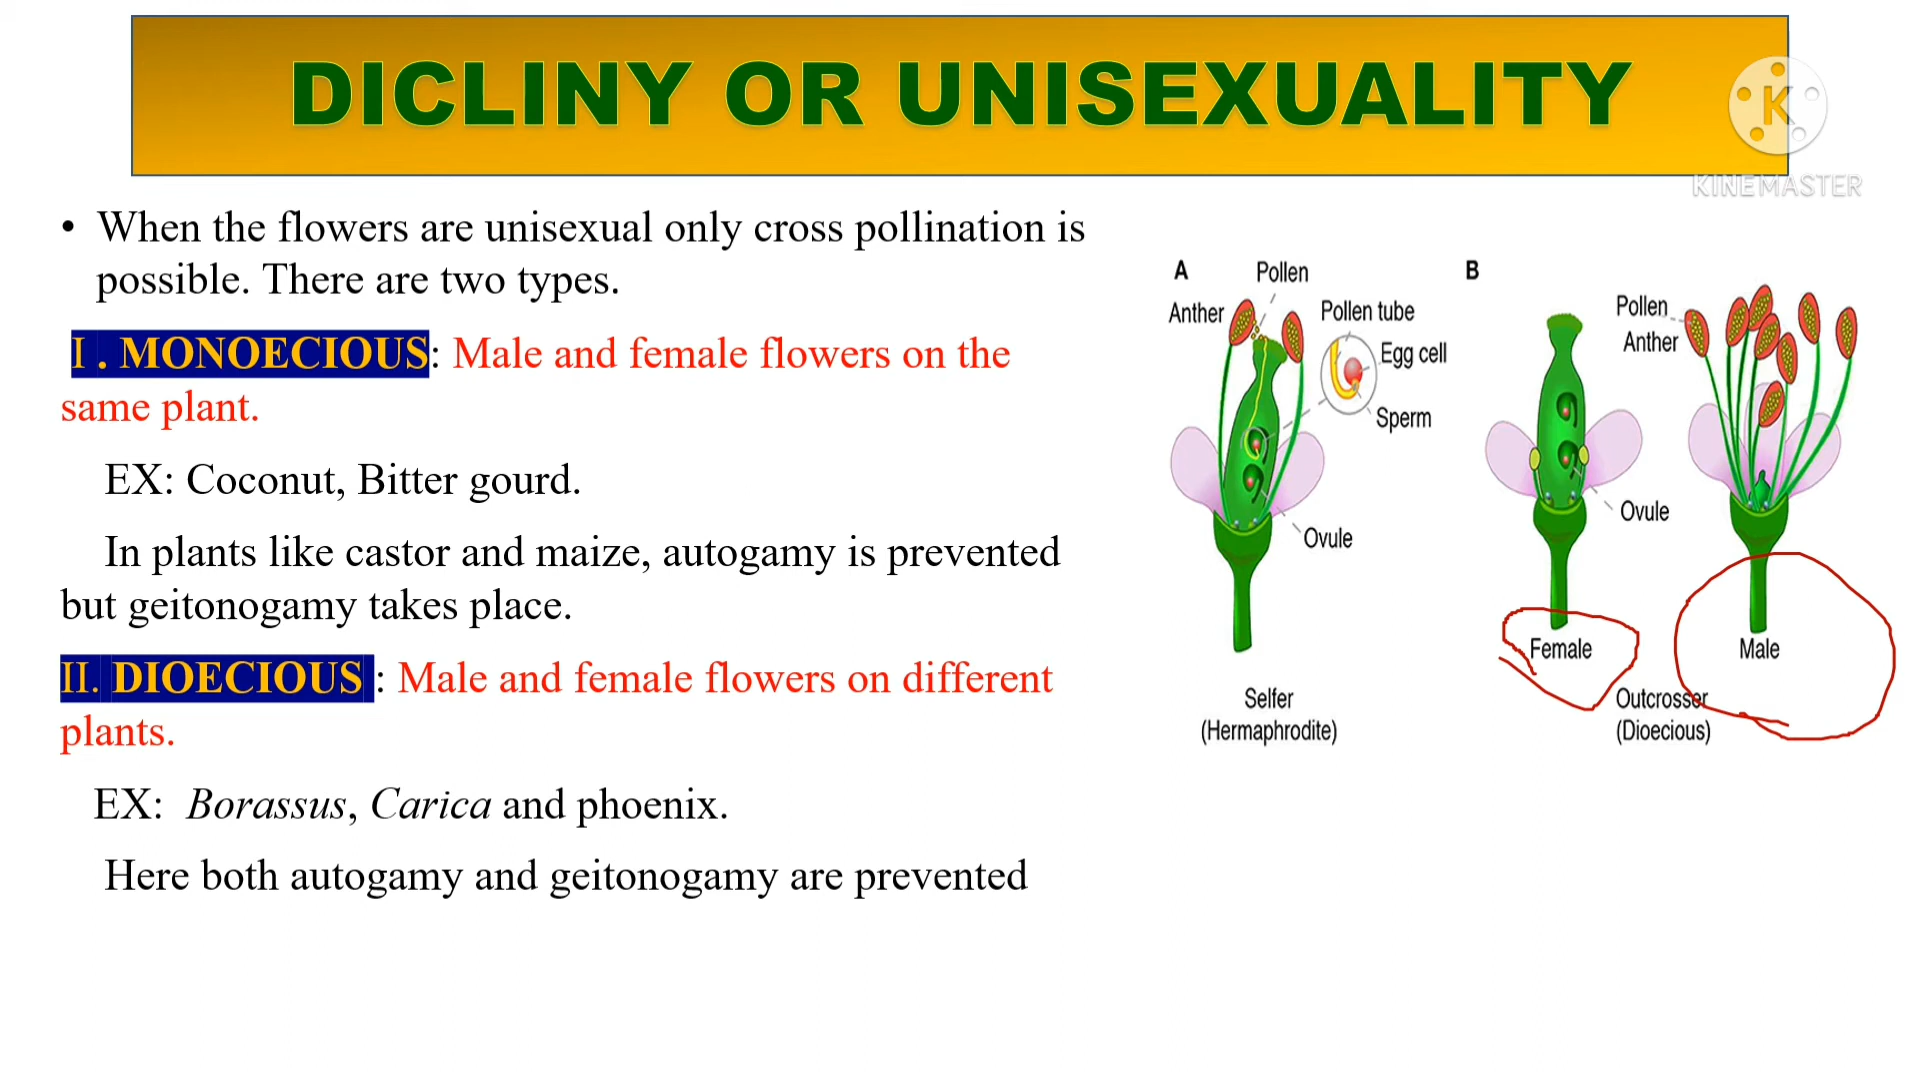 DICLINY OR UNISEXUALITY
K
KINEMASTER
• When the flowers are unisexual only cross pollination is
possible. There are two types.
I . MONOECIOUS: Male and female flowers on the
same plant.
EX: Coconut, Bitter gourd.
In plants like castor and maize, autogamy is prevented
but geitonogamy takes place.
II. DIOECIOUS : Male and female flowers on different
plants.
EX: Borassus, Carica and phoenix.
Here both autogamy and geitonogamy are prevented
A
Pollen
Anther
Pollen tube
Egg cell
Sperm
Ovule
Selfer
(Hermaphrodite)
B
Pollen
Anther
Ovule
Female
Male
Outcrosser
(Dioecious)